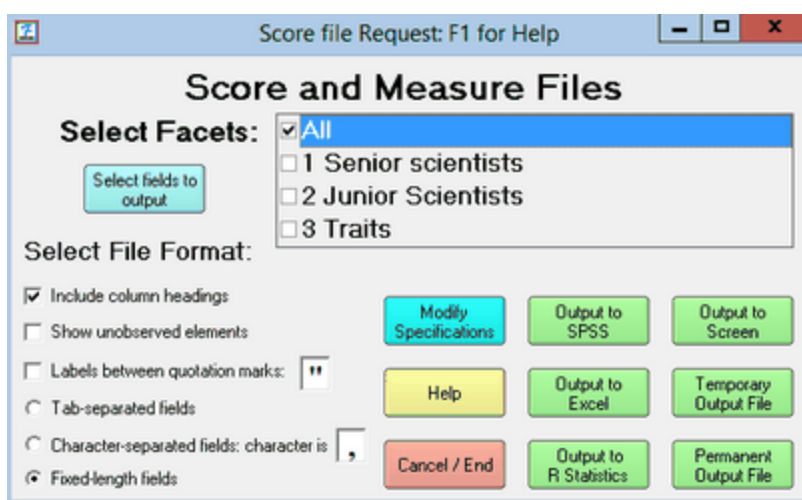 Score file Request: F1 for Help
Score and Measure Files
Select Facets:
All
1 Senior scientists
2 Junior Scientists
3 Traits
Select fields to
output
Select File Format:
Include column headings
Show unobserved elements
Labels between quotation marks: "
Tab-separated fields
Character-separated fields: character is ,
Fixed-length fields
Modify
Specifications
Output to
SPSS
Output to
Screen
Help
Output to
Excel
Temporary
Output File
Cancel / End
Output to
R Statistics
Permanent
Output File